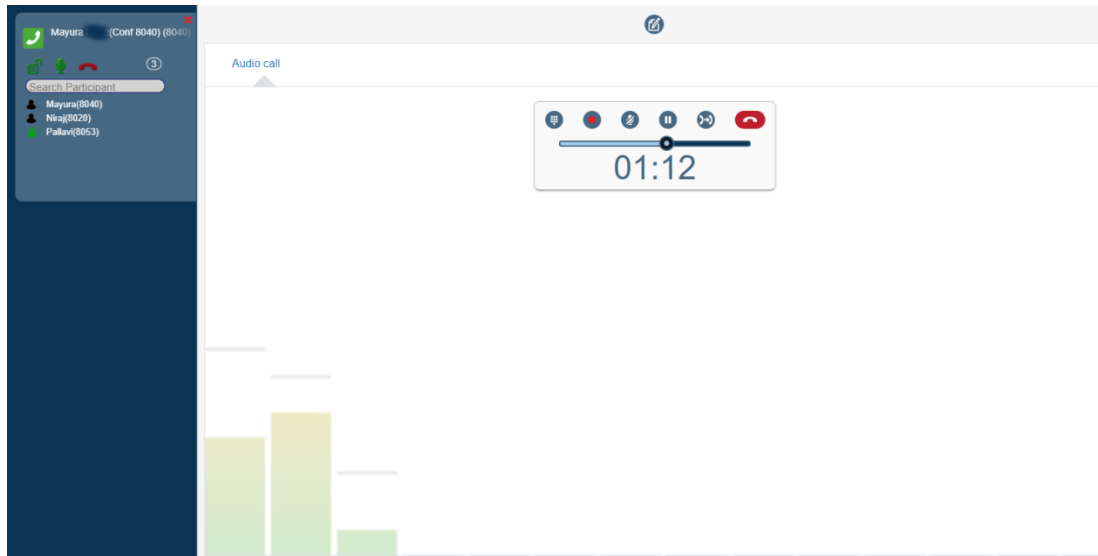 Mayura (Conf 8040) (8040)
3
Search Participant
Mayura(8040)
Niraj(8020)
Pallavi(8053)
Audio call
01:12